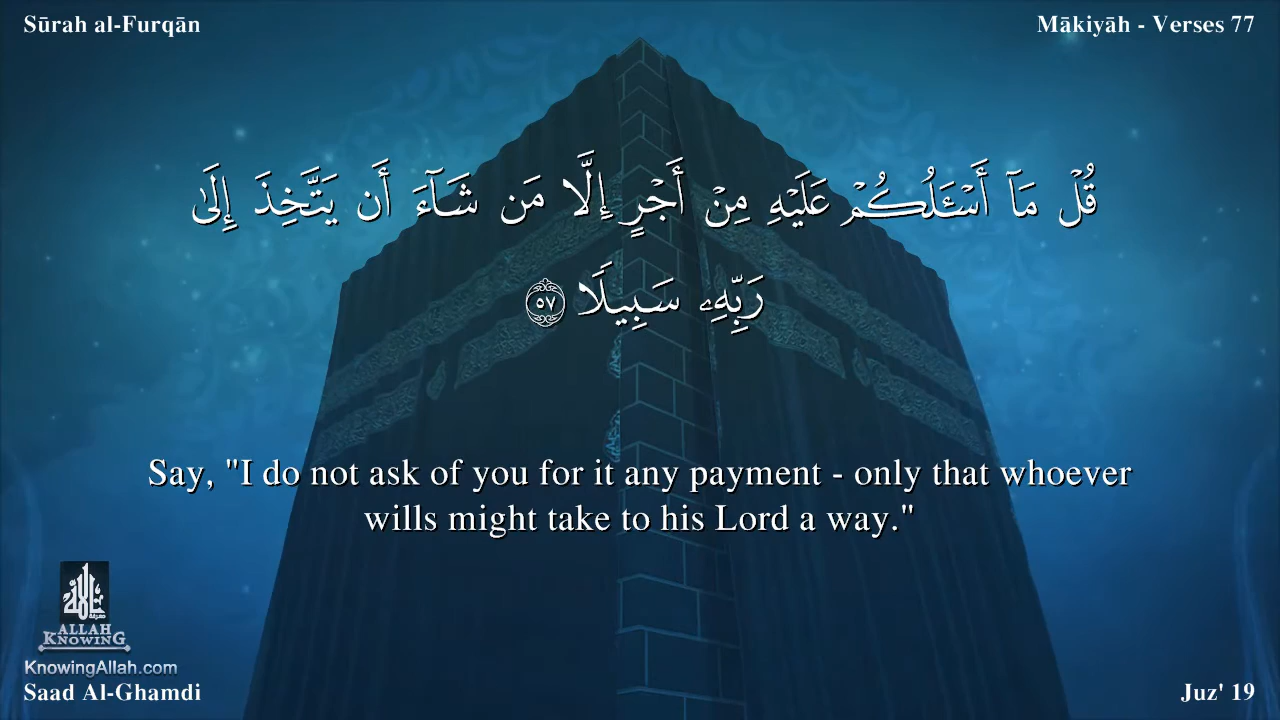 Sūrah al-Furqān
Mākiyāh - Verses 77
قُلْ مَآ أَسْـَٔلُكُمْ عَلَيْهِ مِنْ أَجْرٍ إِلَّا مَن شَآءَ أَن يَتَّخِذَ إِلَىٰ
رَبِّهِۦ سَبِيلًا ٥٧
Say, "I do not ask of you for it any payment - only that whoever
wills might take to his Lord a way."
ALLAH
KNOWING
KnowingAllah.com
Saad Al-Ghamdi
Juz' 19